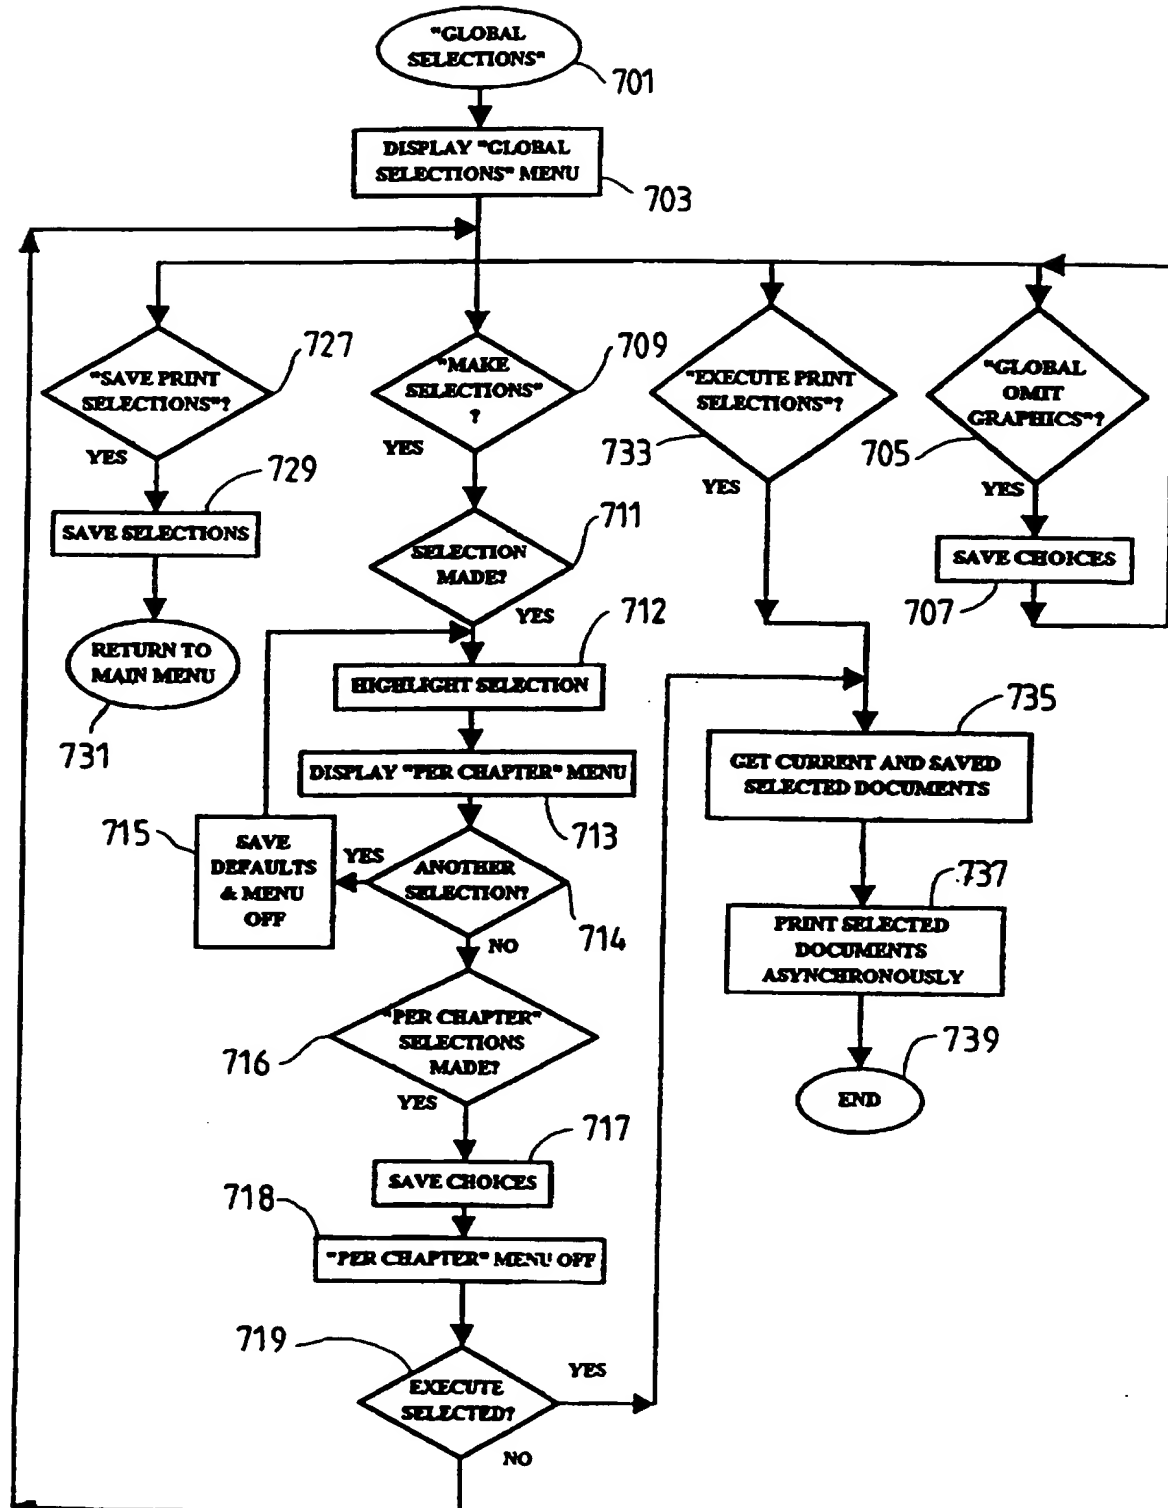 "GLOBAL
SELECTIONS"
701
DISPLAY "GLOBAL
SELECTIONS" MENU
703
"SAVE PRINT
SELECTIONS"?
727
YES
729
SAVE SELECTIONS
RETURN TO
MAIN MENU
731
"MAKE
SELECTIONS"
?
709
YES
711
SELECTION
MADE?
YES
712
HIGHLIGHT SELECTION
DISPLAY "PER CHAPTER" MENU
713
715
SAVE
DEFAULTS
& MENU
OFF
YES
ANOTHER
SELECTION?
714
NO
"PER CHAPTER"
SELECTIONS
MADE?
716
YES
717
SAVE CHOICES
718
"PER CHAPTER" MENU OFF
719
EXECUTE
SELECTED?
YES
NO
"EXECUTE PRINT
SELECTIONS"?
733
YES
735
GET CURRENT AND SAVED
SELECTED DOCUMENTS
737
PRINT SELECTED
DOCUMENTS
ASYNCHRONOUSLY
739
END
"GLOBAL
OMIT
GRAPHICS"?
705
YES
SAVE CHOICES
707